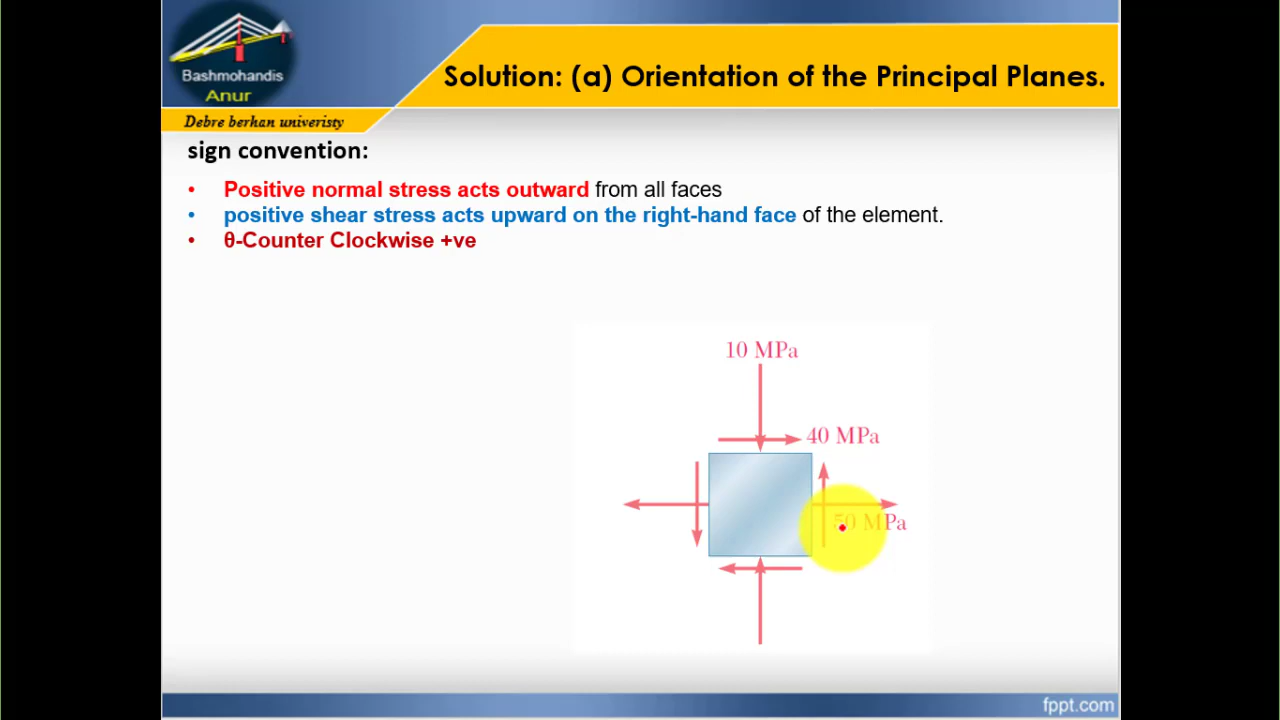 Bashmohandis
Anur
Solution: (a) Orientation of the Principal Planes.
Debre berhan univeristy
sign convention:
• Positive normal stress acts outward from all faces
• positive shear stress acts upward on the right-hand face of the element.
• θ-Counter Clockwise +ve
10 MPa
40 MPa
50 MPa
fppt.com